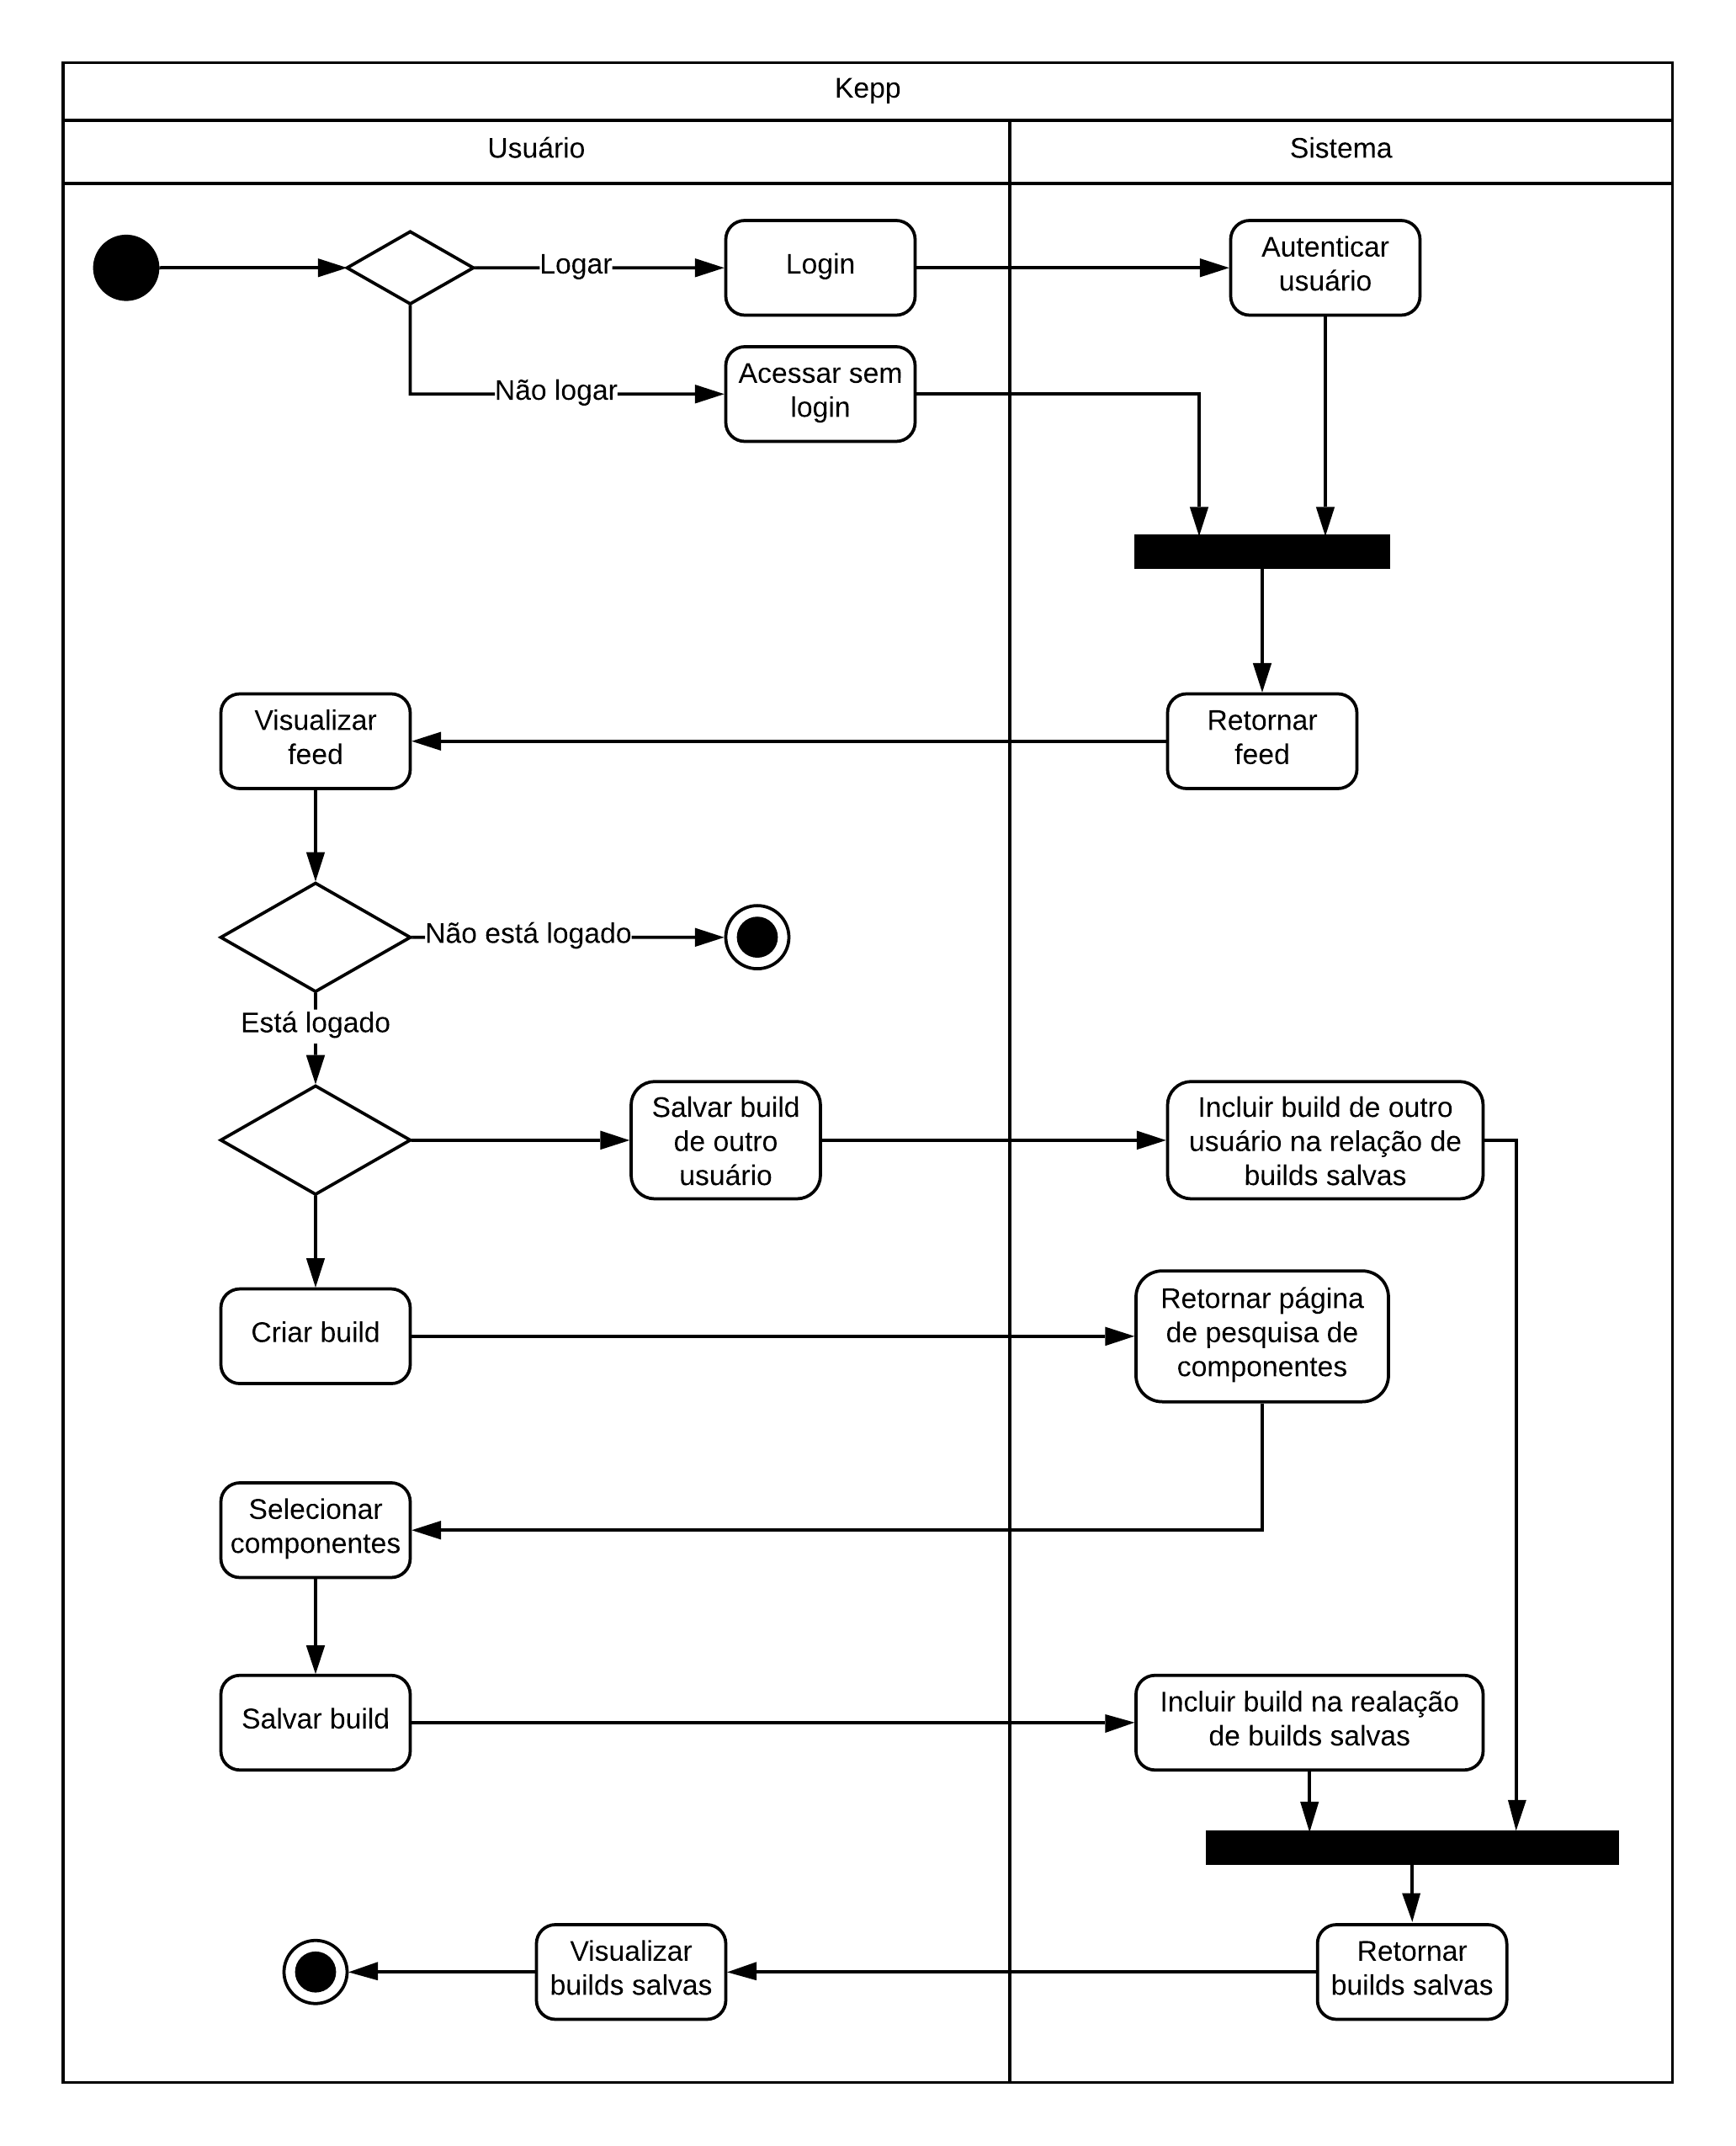 Kepp
Usuário
Sistema
Logar
Login
Autenticar
usuário
Não logar
Acessar sem
login
Visualizar
feed
Retornar
feed
Não está logado
Está logado
Salvar build
de outro
usuário
Incluir build de outro
usuário na relação de
builds salvas
Criar build
Retornar página
de pesquisa de
componentes
Selecionar
componentes
Salvar build
Incluir build na realação
de builds salvas
Visualizar
builds salvas
Retornar
builds salvas